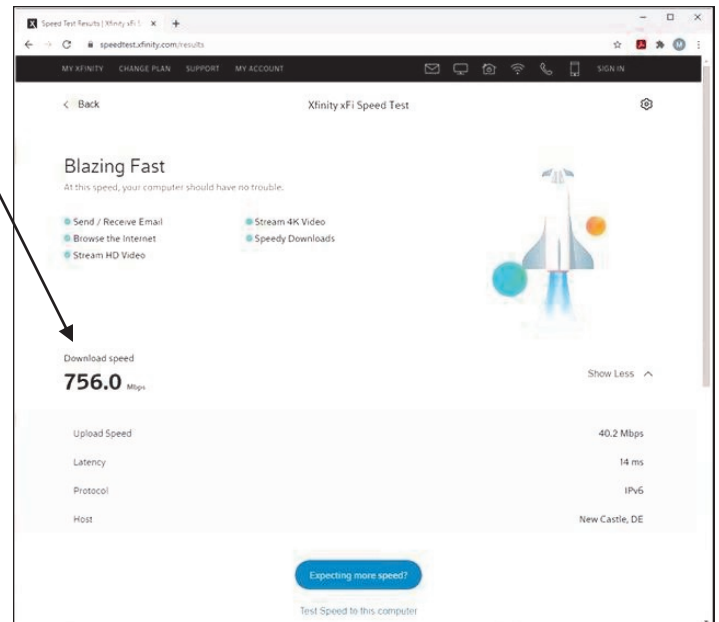 Speed Test Results | Xfinity xFi S
speedtest.xfinity.com/results
M
MY XFINITY CHANGE PLAN SUPPORT MY ACCOUNT SIGN IN
Back Xfinity xFi Speed Test
Blazing Fast
At this speed, your computer should have no trouble.
Send / Receive Email
Browse the Internet
Stream HD Video
Stream 4K Video
Speedy Downloads
Download speed
756.0 Mbps
Show Less
Upload Speed 40.2 Mbps
Latency 14 ms
Protocol IPv6
Host New Castle, DE
Expecting more speed?
Test Speed to this computer